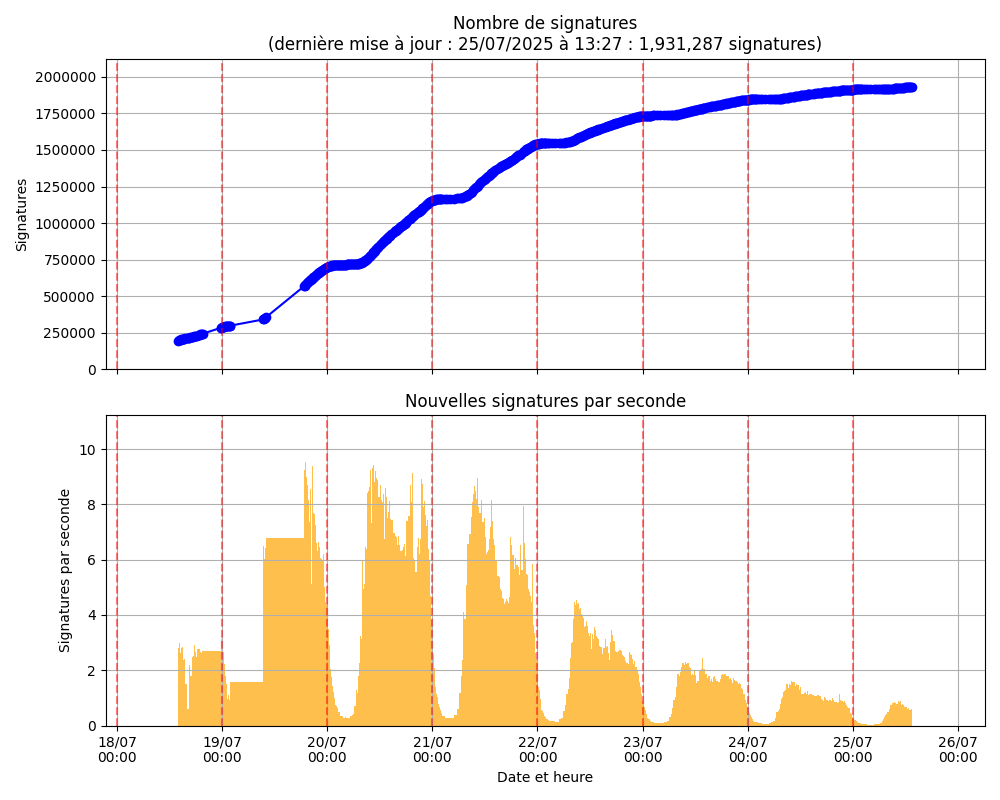 Nombre de signatures
(dernière mise à jour : 25/07/2025 à 13:27 : 1,931,287 signatures)
2000000
1750000
1500000
1250000
1000000
750000
500000
250000
0
Signatures
Nouvelles signatures par seconde
10
8
6
4
2
0
Signatures par seconde
18/07 19/07 20/07 21/07 22/07 23/07 24/07 25/07 26/07
00:00 00:00 00:00 00:00 00:00 00:00 00:00 00:00 00:00
Date et heure